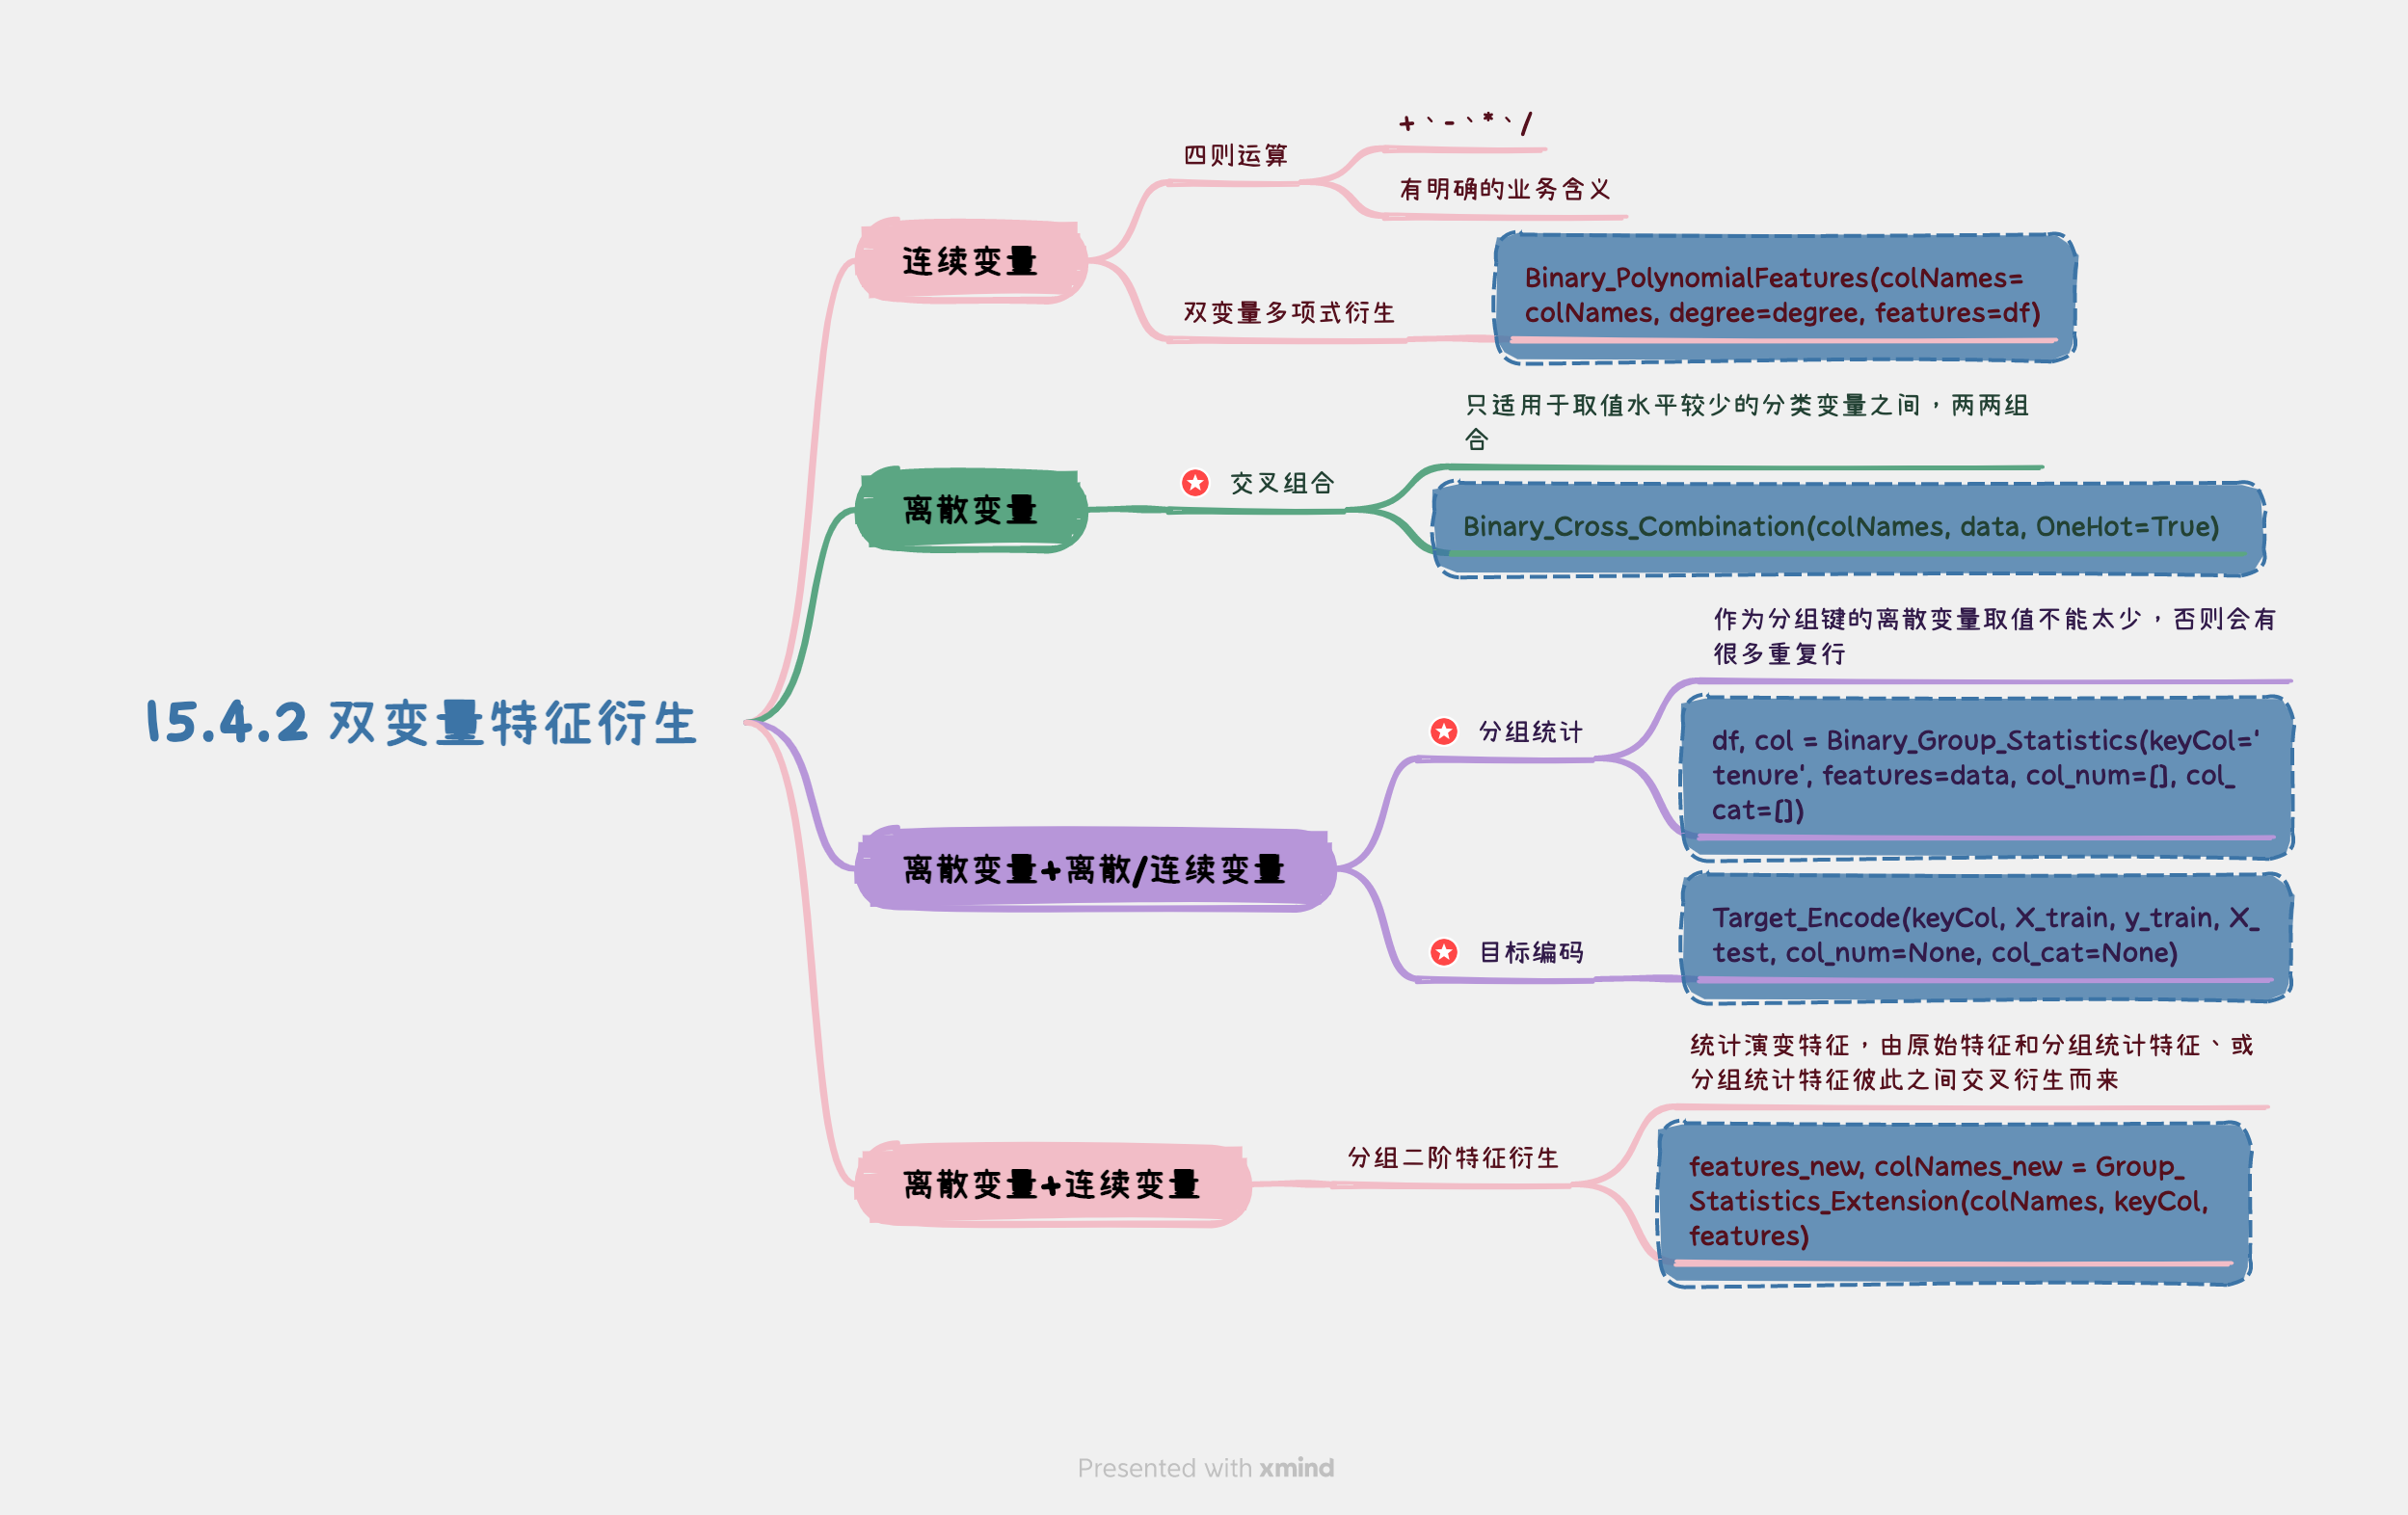 15.4.2 双变量特征衍生
连续变量
四则运算
+、-、*、/
有明确的业务含义
双变量多项式衍生
Binary_PolynomialFeatures(colNames=
colNames, degree=degree, features=df)
离散变量
交叉组合
只适用于取值水平较少的分类变量之间，两两组
合
Binary_Cross_Combination(colNames, data, OneHot=True)
离散变量+离散/连续变量
分组统计
作为分组键的离散变量取值不能太少，否则会有
很多重复行
df, col = Binary_Group_Statistics(keyCol='
tenure', features=data, col_num=[], col_
cat=[])
目标编码
Target_Encode(keyCol, X_train, y_train, X_
test, col_num=None, col_cat=None)
离散变量+连续变量
分组二阶特征衍生
统计演变特征，由原始特征和分组统计特征、或
分组统计特征彼此之间交叉衍生而来
features_new, colNames_new = Group_
Statistics_Extension(colNames, keyCol,
features)
Presented with xmind